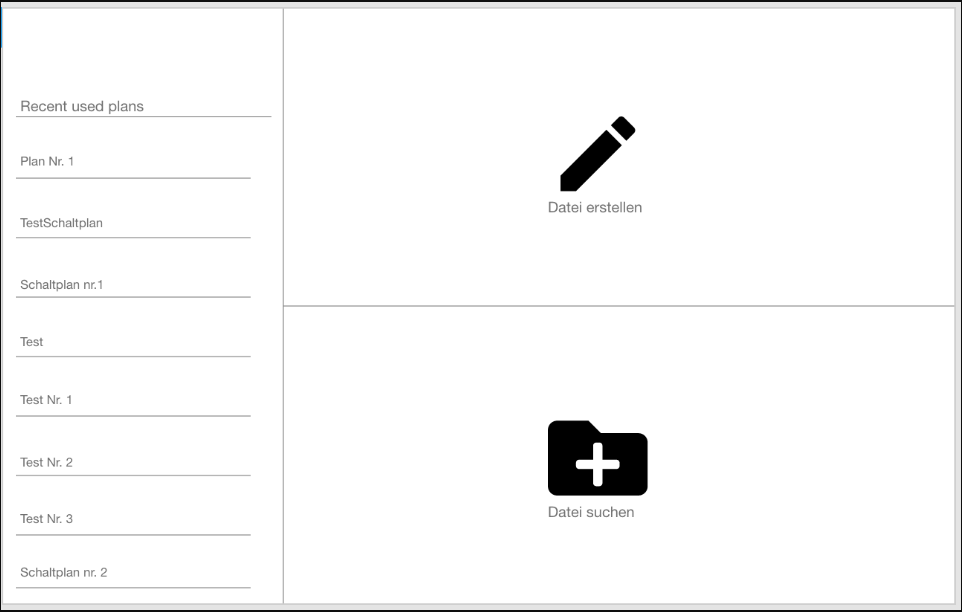 Recent used plans
Plan Nr. 1
TestSchaltplan
Schaltplan nr.1
Test
Test Nr. 1
Test Nr. 2
Test Nr. 3
Schaltplan nr. 2
Datei erstellen
Datei suchen